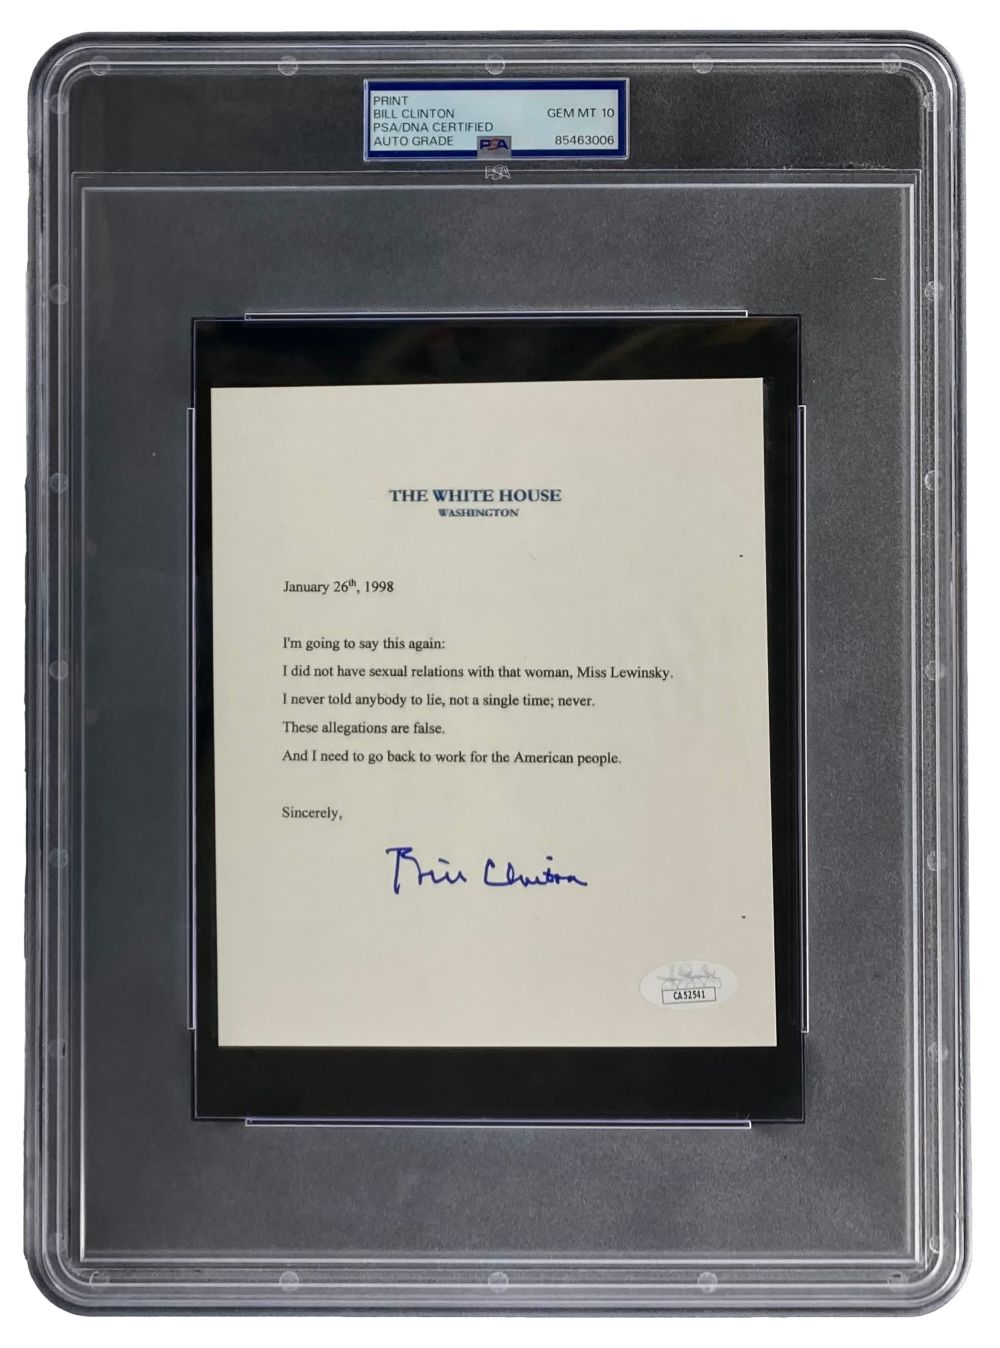 PRINT
BILL CLINTON GEM MT 10
PSA/DNA CERTIFIED
AUTO GRADE PSA 85463006
PSA
THE WHITE HOUSE
WASHINGTON
January 26th, 1998
I'm going to say this again:
I did not have sexual relations with that woman, Miss Lewinsky.
I never told anybody to lie, not a single time; never.
These allegations are false.
And I need to go back to work for the American people.
Sincerely,
Bill Clinton
JSA
CA52541